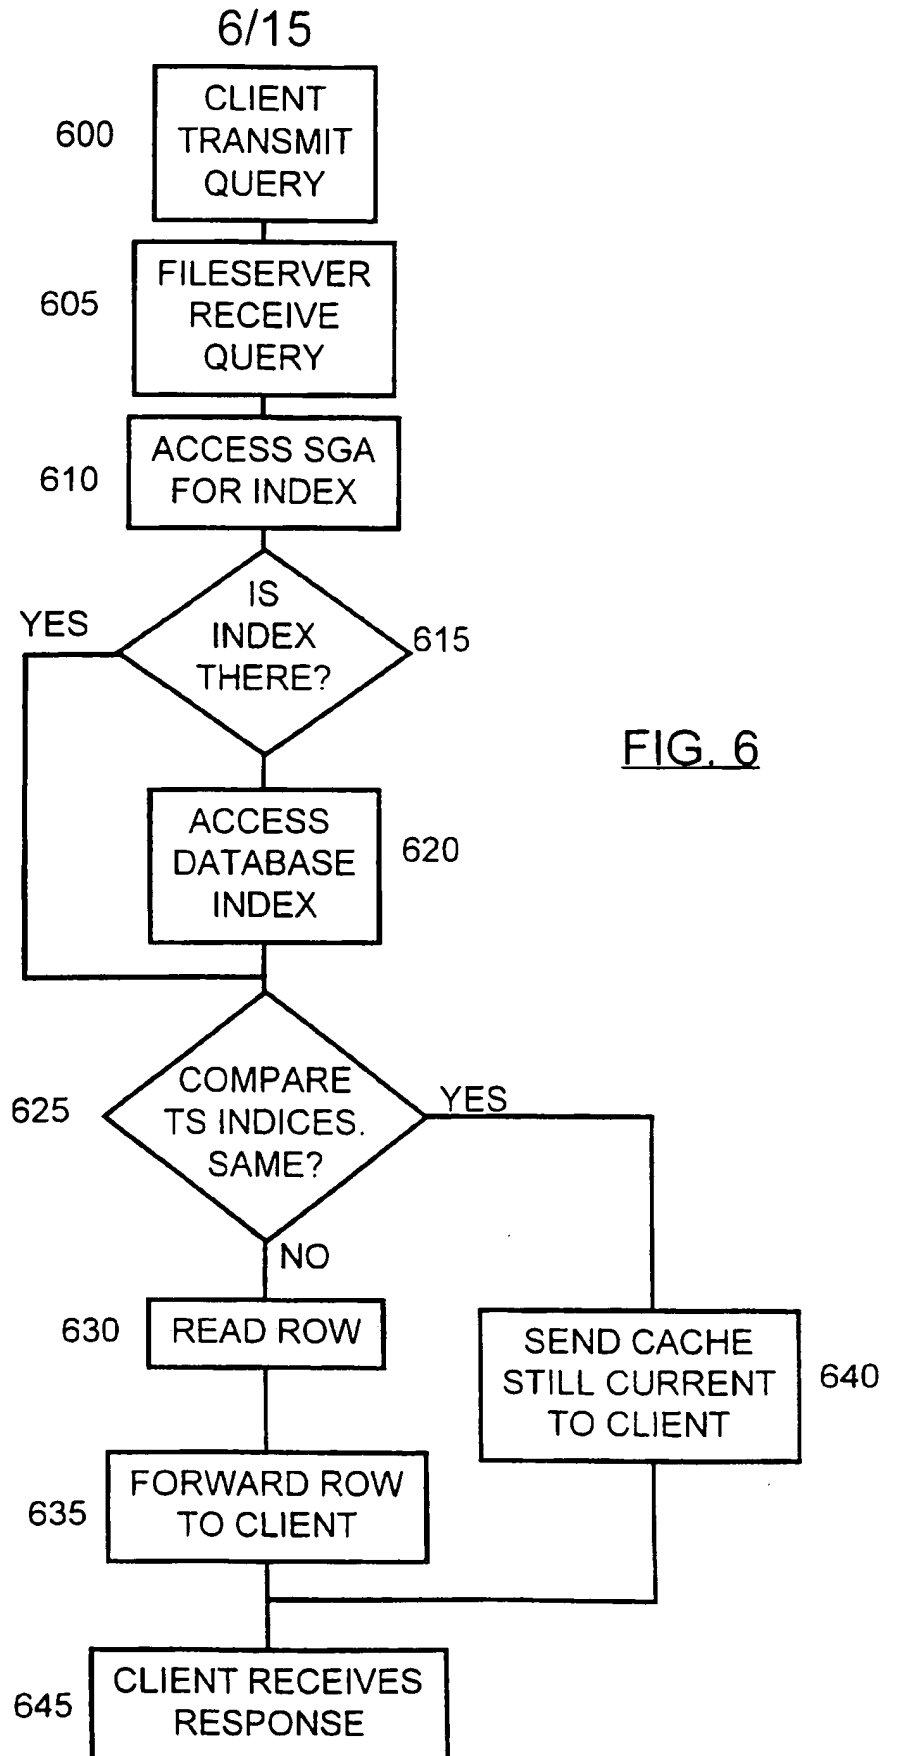 6/15
600
CLIENT
TRANSMIT
QUERY
605
FILESERVER
RECEIVE
QUERY
610
ACCESS SGA
FOR INDEX
YES
IS
INDEX
THERE?
615
FIG. 6
ACCESS
DATABASE
INDEX
620
625
COMPARE
TS INDICES.
SAME?
YES
NO
630
READ ROW
SEND CACHE
STILL CURRENT
TO CLIENT
640
635
FORWARD ROW
TO CLIENT
645
CLIENT RECEIVES
RESPONSE